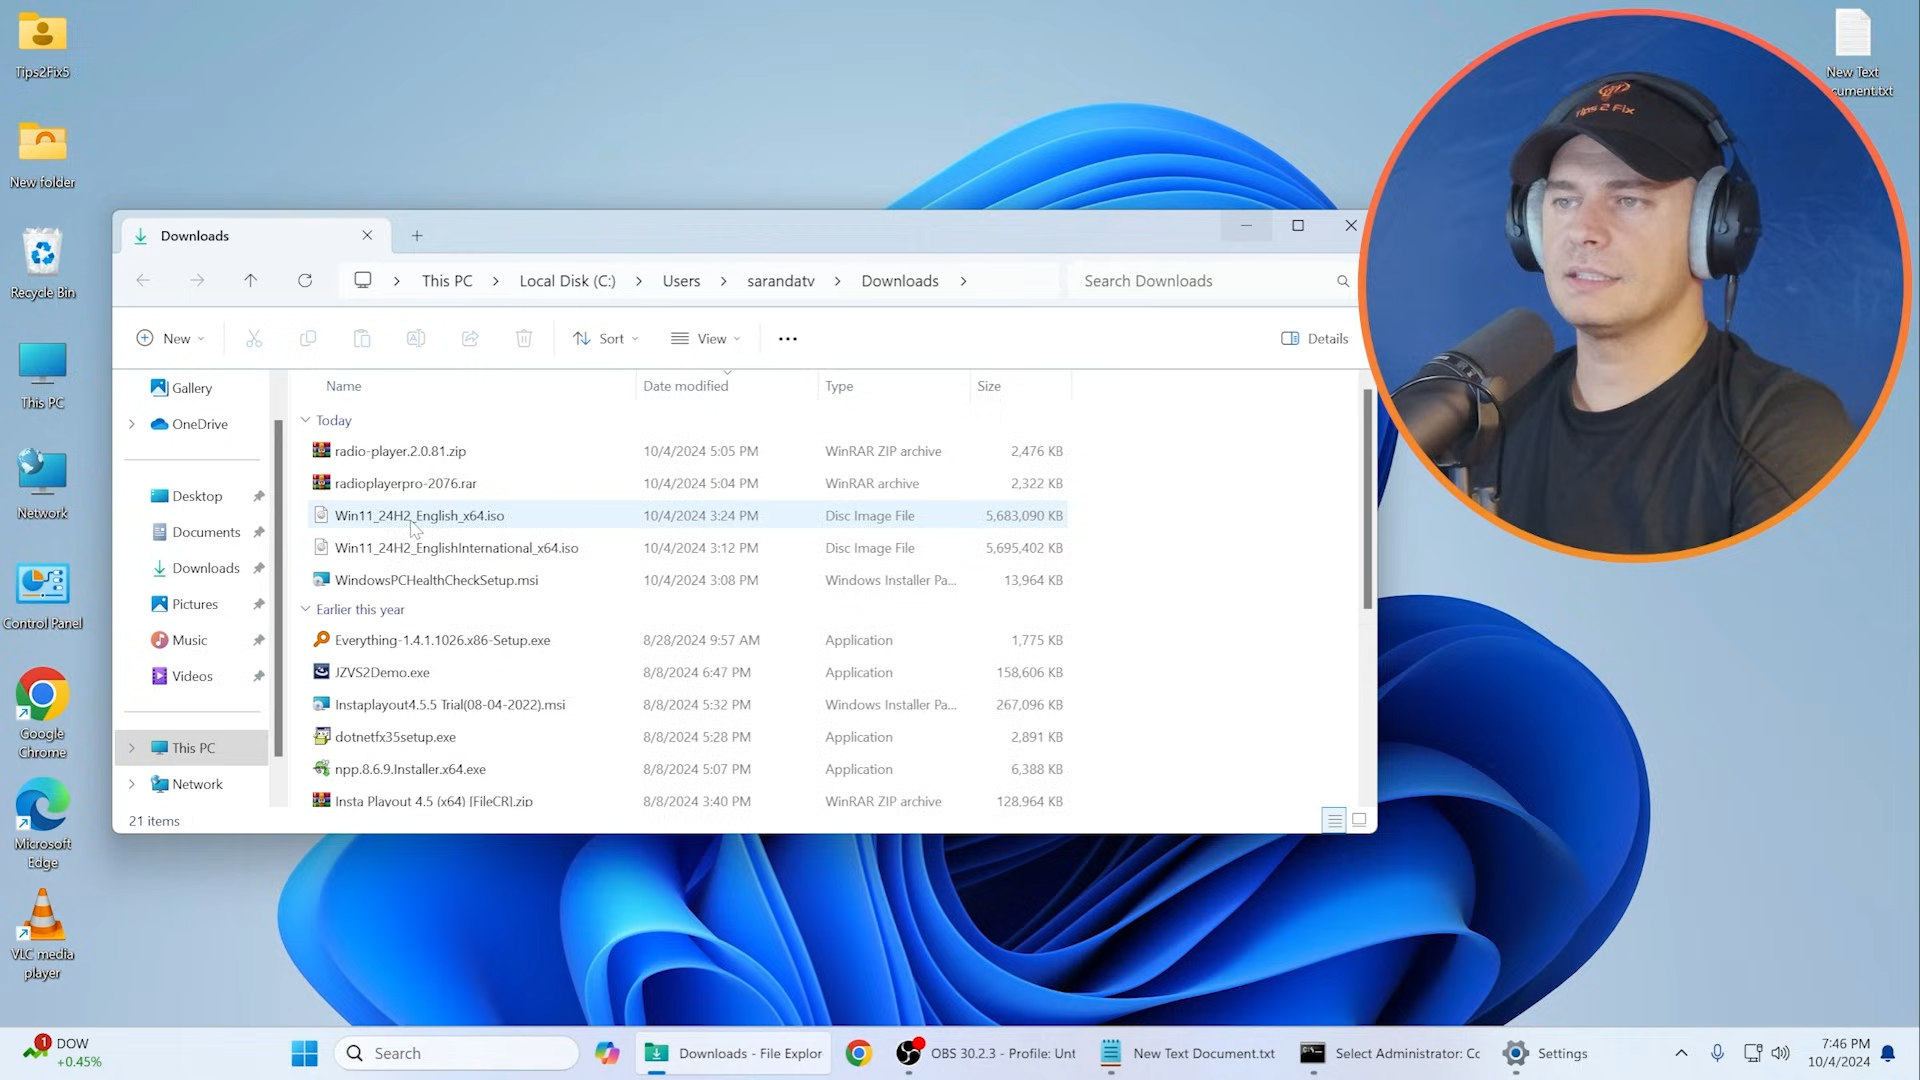 Tips2Fix5
New folder
Recycle Bin
This PC
Network
Control Panel
Google
Chrome
Microsoft
Edge
VLC media
player
New Text
cument.txt
Tips 2 Fix
Downloads
This PC
Local Disk (C:)
Users
sarandatv
Downloads
Search Downloads
New
Sort
View
Details
Gallery
OneDrive
Desktop
Documents
Downloads
Pictures
Music
Videos
This PC
Network
Name Date modified Type Size
Today
radio-player.2.0.81.zip 10/4/2024 5:05 PM WinRAR ZIP archive 2,476 KB
radioplayerpro-2076.rar 10/4/2024 5:04 PM WinRAR archive 2,322 KB
Win11_24H2_English_x64.iso 10/4/2024 3:24 PM Disc Image File 5,683,090 KB
Win11_24H2_EnglishInternational_x64.iso 10/4/2024 3:12 PM Disc Image File 5,695,402 KB
WindowsPCHealthCheckSetup.msi 10/4/2024 3:08 PM Windows Installer Pa... 13,964 KB
Earlier this year
Everything-1.4.1.1026.x86-Setup.exe 8/28/2024 9:57 AM Application 1,775 KB
JZVS2Demo.exe 8/8/2024 6:47 PM Application 158,606 KB
Instaplayout4.5.5 Trial(08-04-2022).msi 8/8/2024 5:32 PM Windows Installer Pa... 267,096 KB
dotnetfx35setup.exe 8/8/2024 5:28 PM Application 2,891 KB
npp.8.6.9.Installer.x64.exe 8/8/2024 5:07 PM Application 6,388 KB
Insta Playout 4.5 (x64) [FileCR].zip 8/8/2024 3:40 PM WinRAR ZIP archive 128,964 KB
21 items
1
DOW
+0.45%
Search
Downloads - File Explor
OBS 30.2.3 - Profile: Unt
New Text Document.txt
Select Administrator: Cc
Settings
7:46 PM
10/4/2024